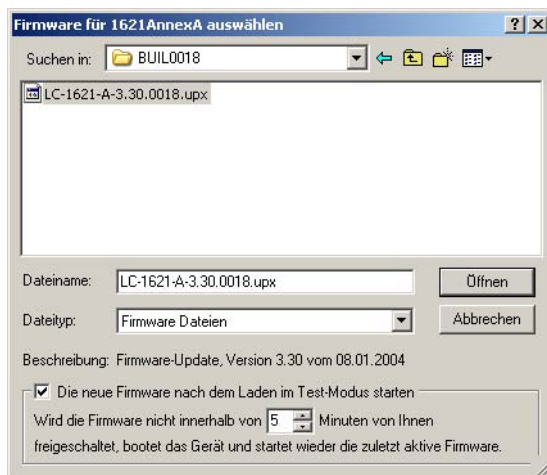 Firmware für 1621AnnexA auswählen
Suchen in: BUIL0018
LC-1621-A-3.30.0018.upx
Dateiname: LC-1621-A-3.30.0018.upx Öffnen
Dateityp: Firmware Dateien Abbrechen
Beschreibung: Firmware-Update, Version 3.30 vom 08.01.2004
Die neue Firmware nach dem Laden im Test-Modus starten
Wird die Firmware nicht innerhalb von 5 Minuten von Ihnen
freigeschaltet, bootet das Gerät und startet wieder die zuletzt aktive Firmware.